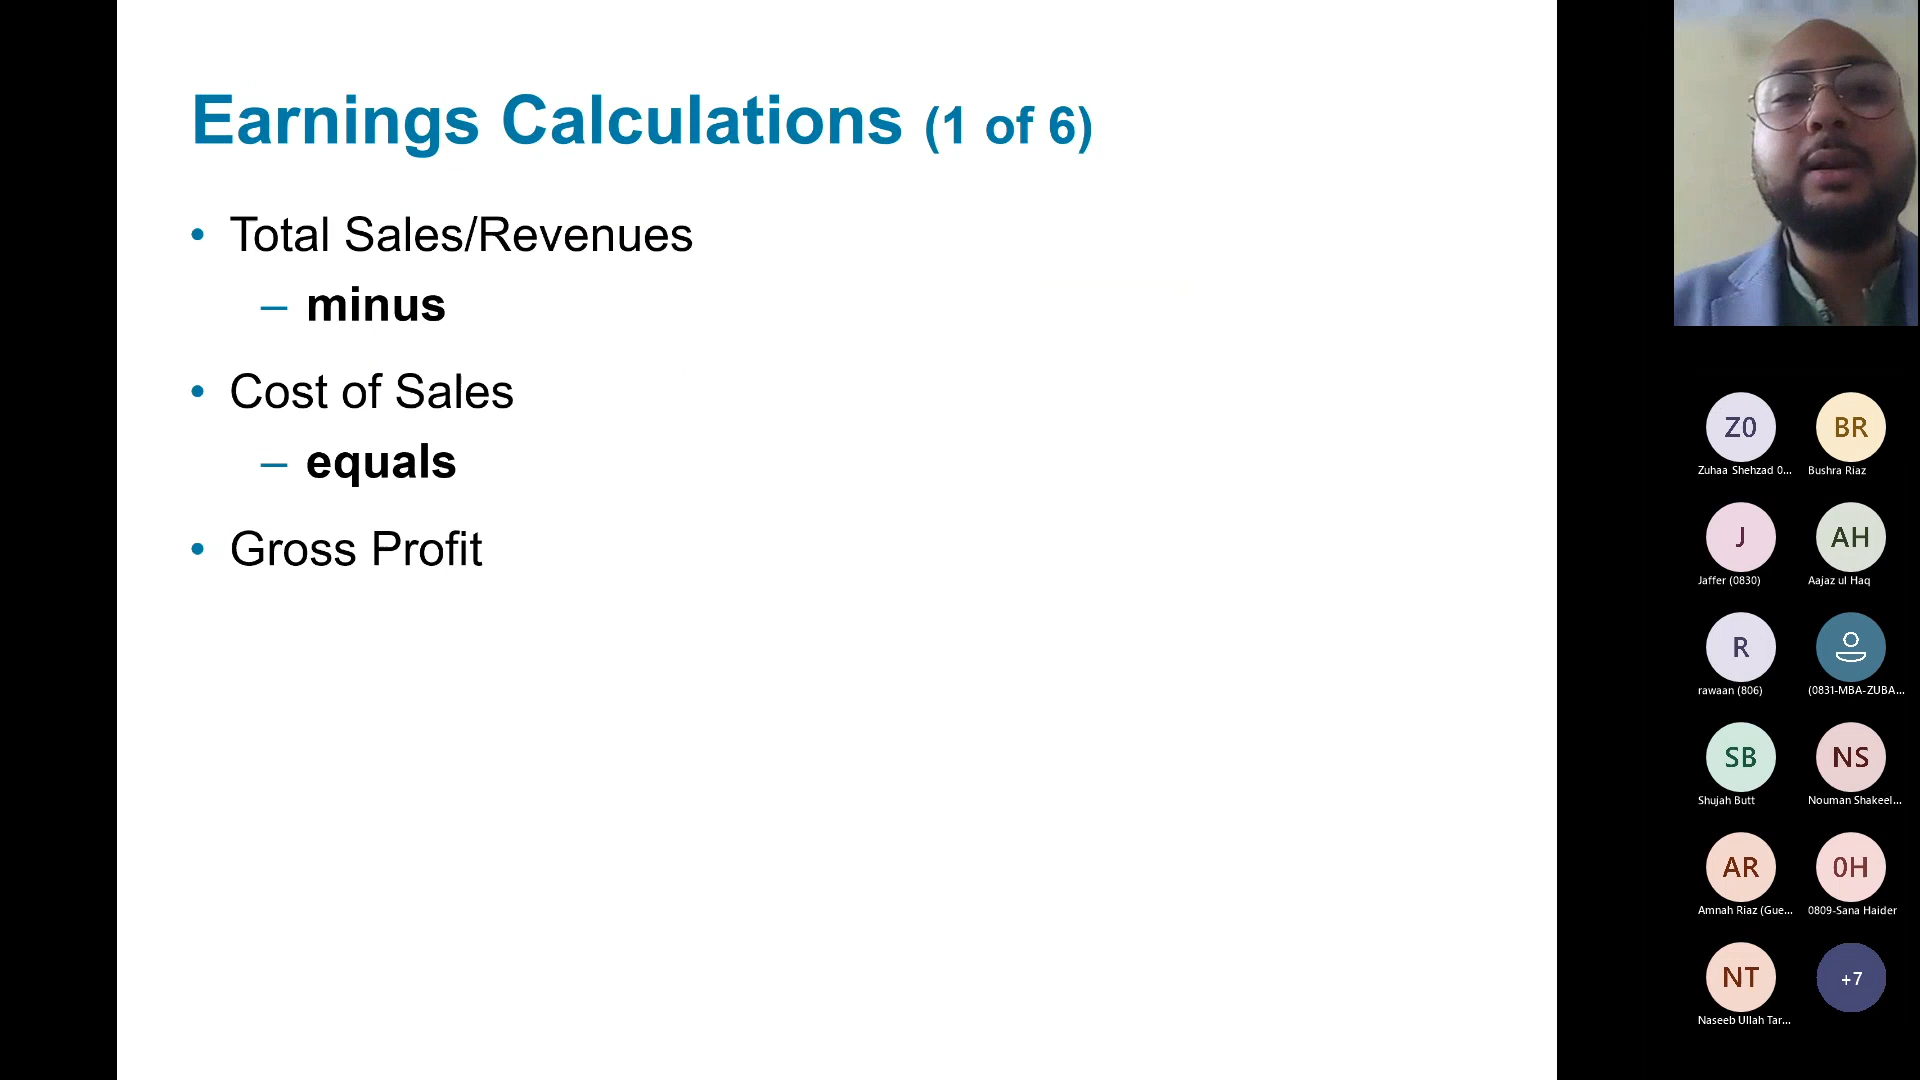 Earnings Calculations (1 of 6)
• Total Sales/Revenues
– minus
• Cost of Sales
– equals
• Gross Profit
Z0 BR
Zuhaa Shehzad 0... Bushra Riaz
J AH
Jaffer (0830) Aajaz ul Haq
R
rawaan (806) (0831-MBA-ZUBA...
SB NS
Shujah Butt Nouman Shakeel...
AR 0H
Amnah Riaz (Gue... 0809-Sana Haider
NT +7
Naseeb Ullah Tar...